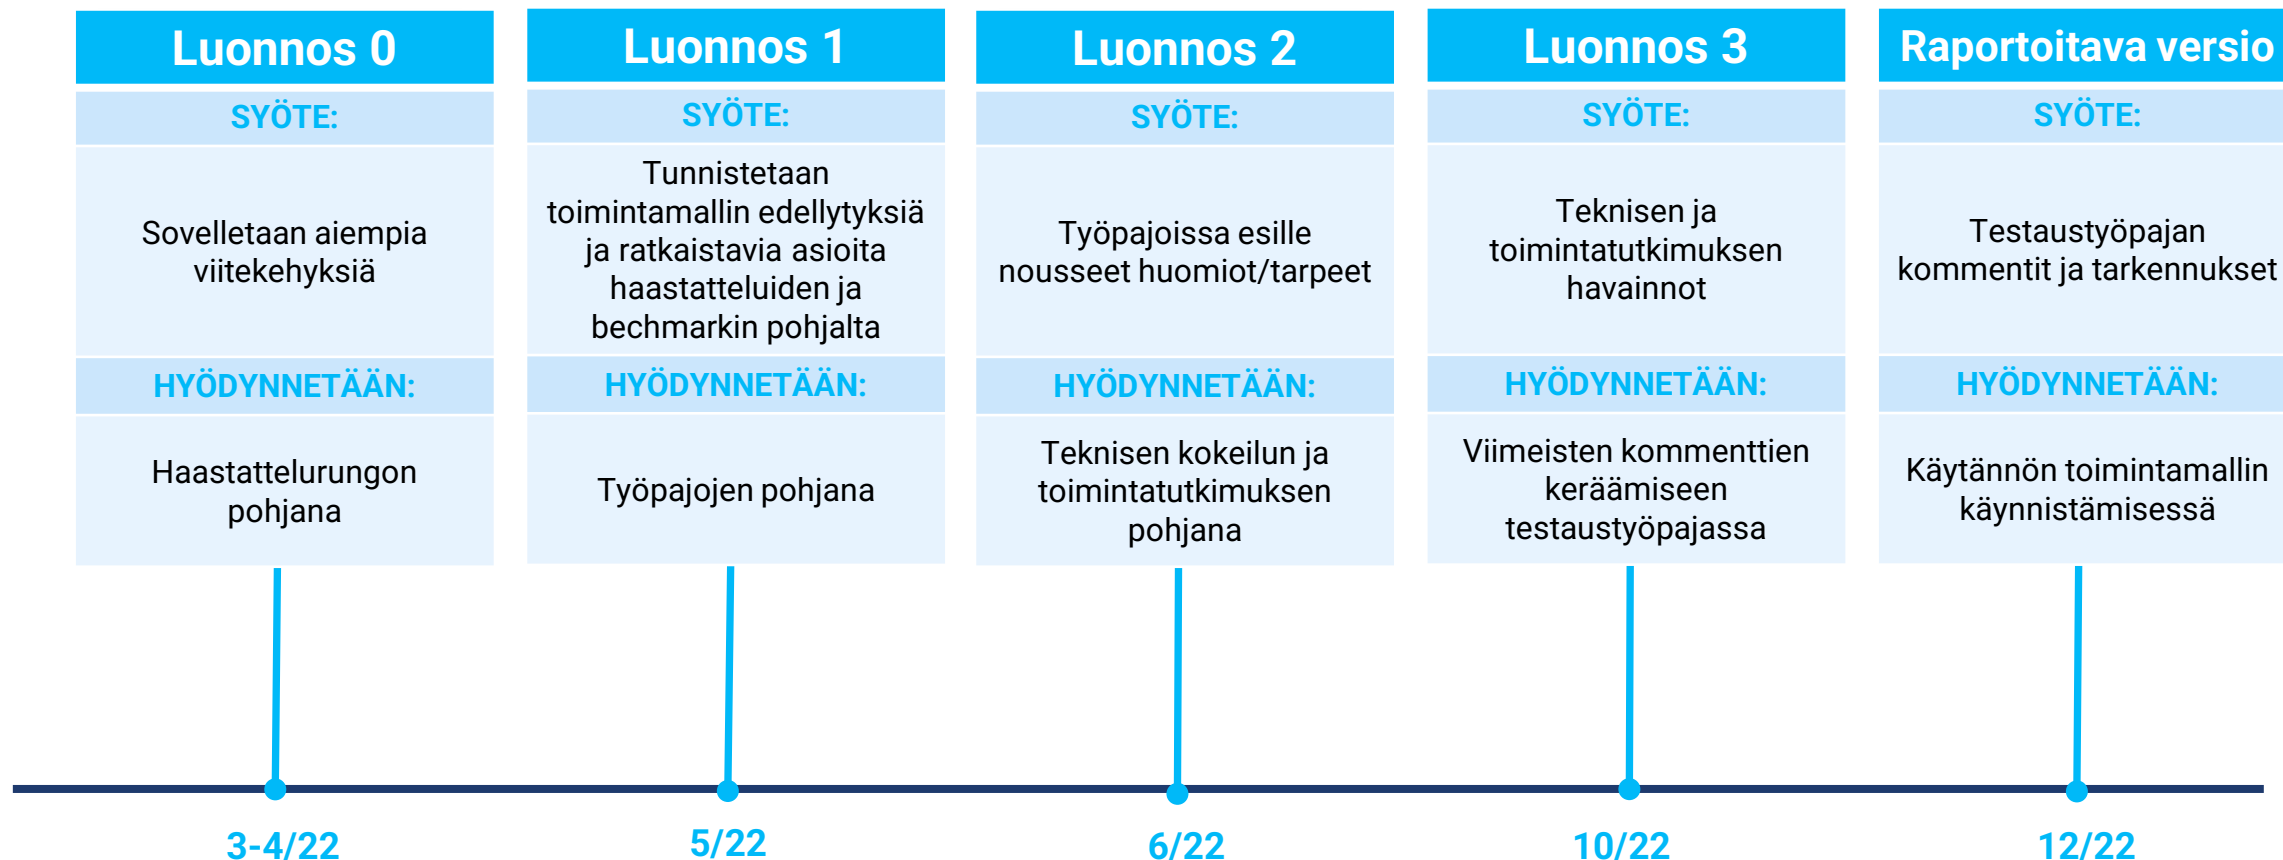 Luonnos 0
SYÖTE:
Sovelletaan aiempia
viitekehyksiä
HYÖDYNNETÄÄN:
Haastattelurungon
pohjana
3-4/22
Luonnos 1
SYÖTE:
Tunnistetaan
toimintamallin edellytyksiä
ja ratkaistavia asioita
haastatteluiden ja
bechmarkin pohjalta
HYÖDYNNETÄÄN:
Työpajojen pohjana
5/22
Luonnos 2
SYÖTE:
Työpajoissa esille
nousseet huomiot/tarpeet
HYÖDYNNETÄÄN:
Teknisen kokeilun ja
toimintatutkimuksen
pohjana
6/22
Luonnos 3
SYÖTE:
Teknisen ja
toimintatutkimuksen
havainnot
HYÖDYNNETÄÄN:
Viimeisten kommenttien
keräämiseen
testaustyöpajassa
10/22
Raportoitava versio
SYÖTE:
Testaustyöpajan
kommentit ja tarkennukset
HYÖDYNNETÄÄN:
Käytännön toimintamallin
käynnistämisessä
12/22